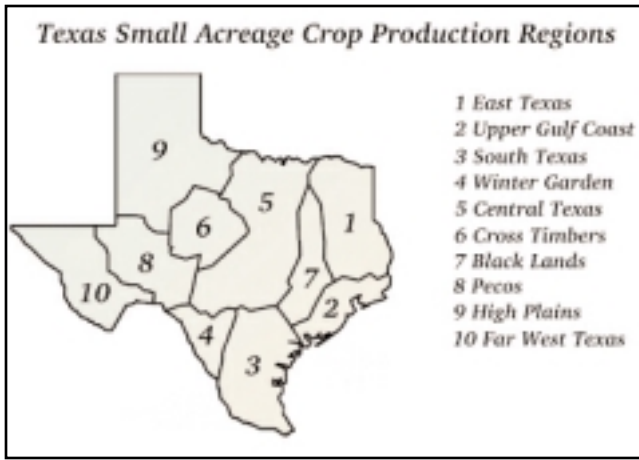 Texas Small Acreage Crop Production Regions
1 East Texas
2 Upper Gulf Coast
3 South Texas
4 Winter Garden
5 Central Texas
6 Cross Timbers
7 Black Lands
8 Pecos
9 High Plains
10 Far West Texas
9
5
1
6
8
7
10
2
4
3